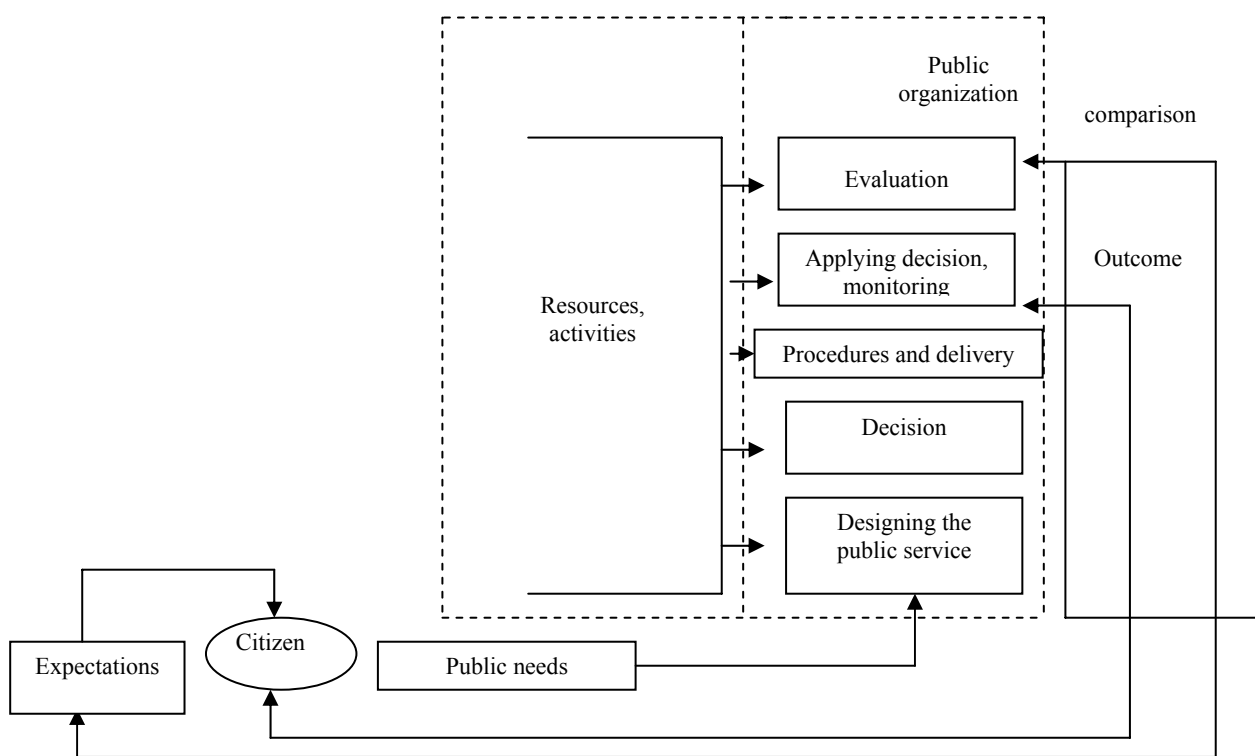 Public
organization
comparison
Evaluation
Applying decision,
monitoring
Outcome
Resources,
activities
Procedures and delivery
Decision
Designing the
public service
Citizen
Expectations
Public needs